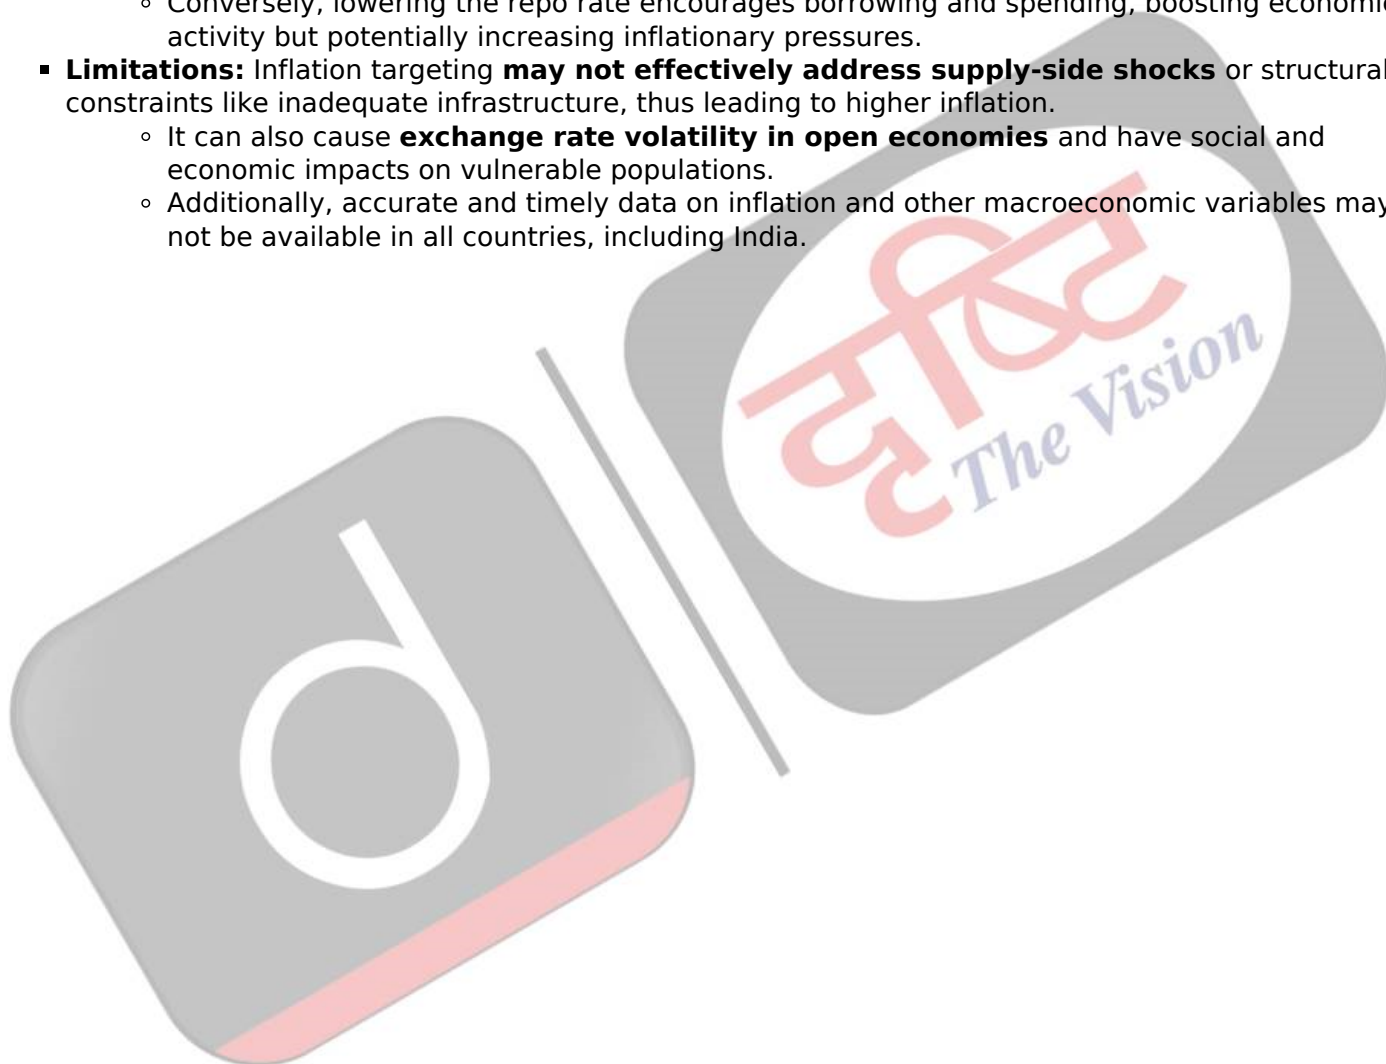 ◦ Conversely, lowering the repo rate encourages borrowing and spending, boosting economic
activity but potentially increasing inflationary pressures.
▪ Limitations: Inflation targeting may not effectively address supply-side shocks or structural
constraints like inadequate infrastructure, thus leading to higher inflation.
◦ It can also cause exchange rate volatility in open economies and have social and
economic impacts on vulnerable populations.
◦ Additionally, accurate and timely data on inflation and other macroeconomic variables may
not be available in all countries, including India.
दृष्टि
The Vision
d